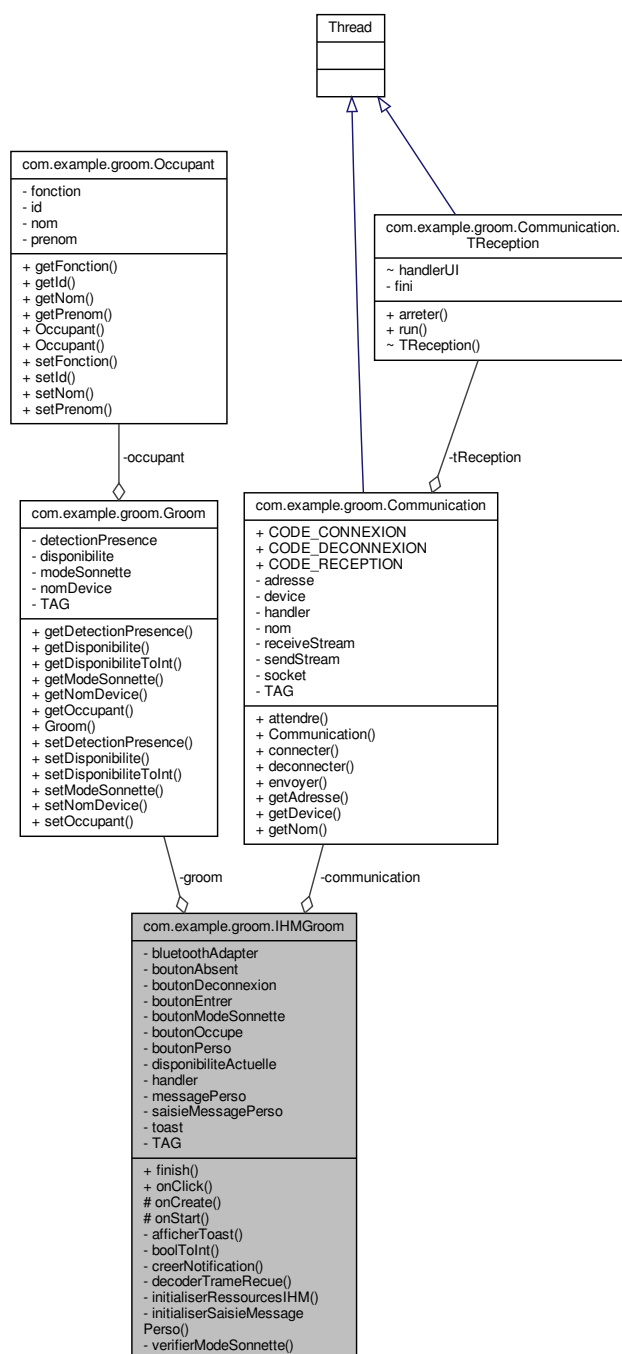 Thread
com.example.groom.Occupant
- fonction
- id
- nom
- prenom
+ getFonction()
+ getId()
+ getNom()
+ getPrenom()
+ Occupant()
+ Occupant()
+ setFonction()
+ setId()
+ setNom()
+ setPrenom()
com.example.groom.Communication.
TReception
~ handlerUI
- fini
+ arreter()
+ run()
~ TReception()
-occupant
-tReception
com.example.groom.Groom
- detectionPresence
- disponibilite
- modeSonnette
- nomDevice
- TAG
+ getDetectionPresence()
+ getDisponibilite()
+ getDisponibiliteToInt()
+ getModeSonnette()
+ getNomDevice()
+ getOccupant()
+ Groom()
+ setDetectionPresence()
+ setDisponibilite()
+ setDisponibiliteToInt()
+ setModeSonnette()
+ setNomDevice()
+ setOccupant()
com.example.groom.Communication
+ CODE_CONNEXION
+ CODE_DECONNEXION
+ CODE_RECEPTION
- adresse
- device
- handler
- nom
- receiveStream
- sendStream
- socket
- TAG
+ attendre()
+ Communication()
+ connecter()
+ deconnecter()
+ envoyer()
+ getAdresse()
+ getDevice()
+ getNom()
-groom
-communication
com.example.groom.IHMGroom
- bluetoothAdapter
- boutonAbsent
- boutonDeconnexion
- boutonEntrer
- boutonModeSonnette
- boutonOccupe
- boutonPerso
- disponibiliteActuelle
- handler
- messagePerso
- saisieMessagePerso
- toast
- TAG
+ finish()
+ onClick()
# onCreate()
# onStart()
- afficherToast()
- boolToInt()
- creerNotification()
- decoderTrameRecue()
- initialiserRessourcesIHM()
- initialiserSaisieMessage
Perso()
- verifierModeSonnette()